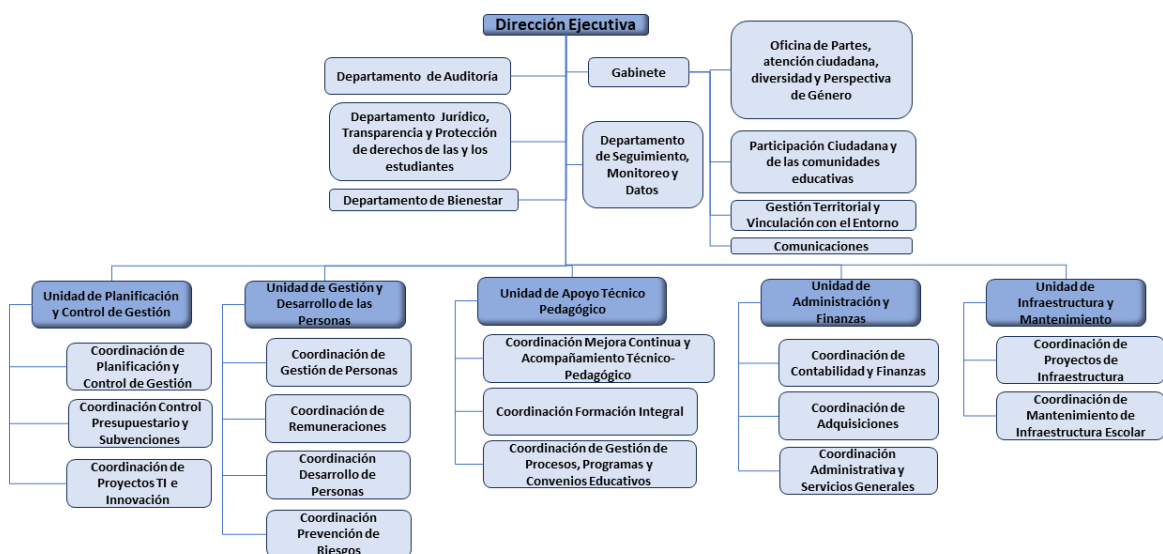 Dirección Ejecutiva
Departamento de Auditoría
Gabinete
Oficina de Partes,
atención ciudadana,
diversidad y Perspectiva
de Género
Departamento Jurídico,
Transparencia y Protección
de derechos de las y los
estudiantes
Departamento
de Seguimiento,
Monitoreo y
Datos
Participación Ciudadana y
de las comunidades
educativas
Departamento de Bienestar
Gestión Territorial y
Vinculación con el Entorno
Comunicaciones
Unidad de Planificación
y Control de Gestión
Coordinación de
Planificación y
Control de Gestión
Coordinación Control
Presupuestario y
Subvenciones
Coordinación de
Proyectos TI e
Innovación
Unidad de Gestión y
Desarrollo de las
Personas
Coordinación de
Gestión de Personas
Coordinación de
Remuneraciones
Coordinación
Desarrollo de
Personas
Coordinación
Prevención de
Riesgos
Unidad de Apoyo Técnico
Pedagógico
Coordinación Mejora Continua y
Acompañamiento Técnico-
Pedagógico
Coordinación Formación Integral
Coordinación de Gestión de
Procesos, Programas y
Convenios Educativos
Unidad de
Administración y
Finanzas
Coordinación de
Contabilidad y Finanzas
Coordinación de
Adquisiciones
Coordinación
Administrativa y
Servicios Generales
Unidad de
Infraestructura y
Mantenimiento
Coordinación de
Proyectos de
Infraestructura
Coordinación de
Mantenimiento de
Infraestructura Escolar